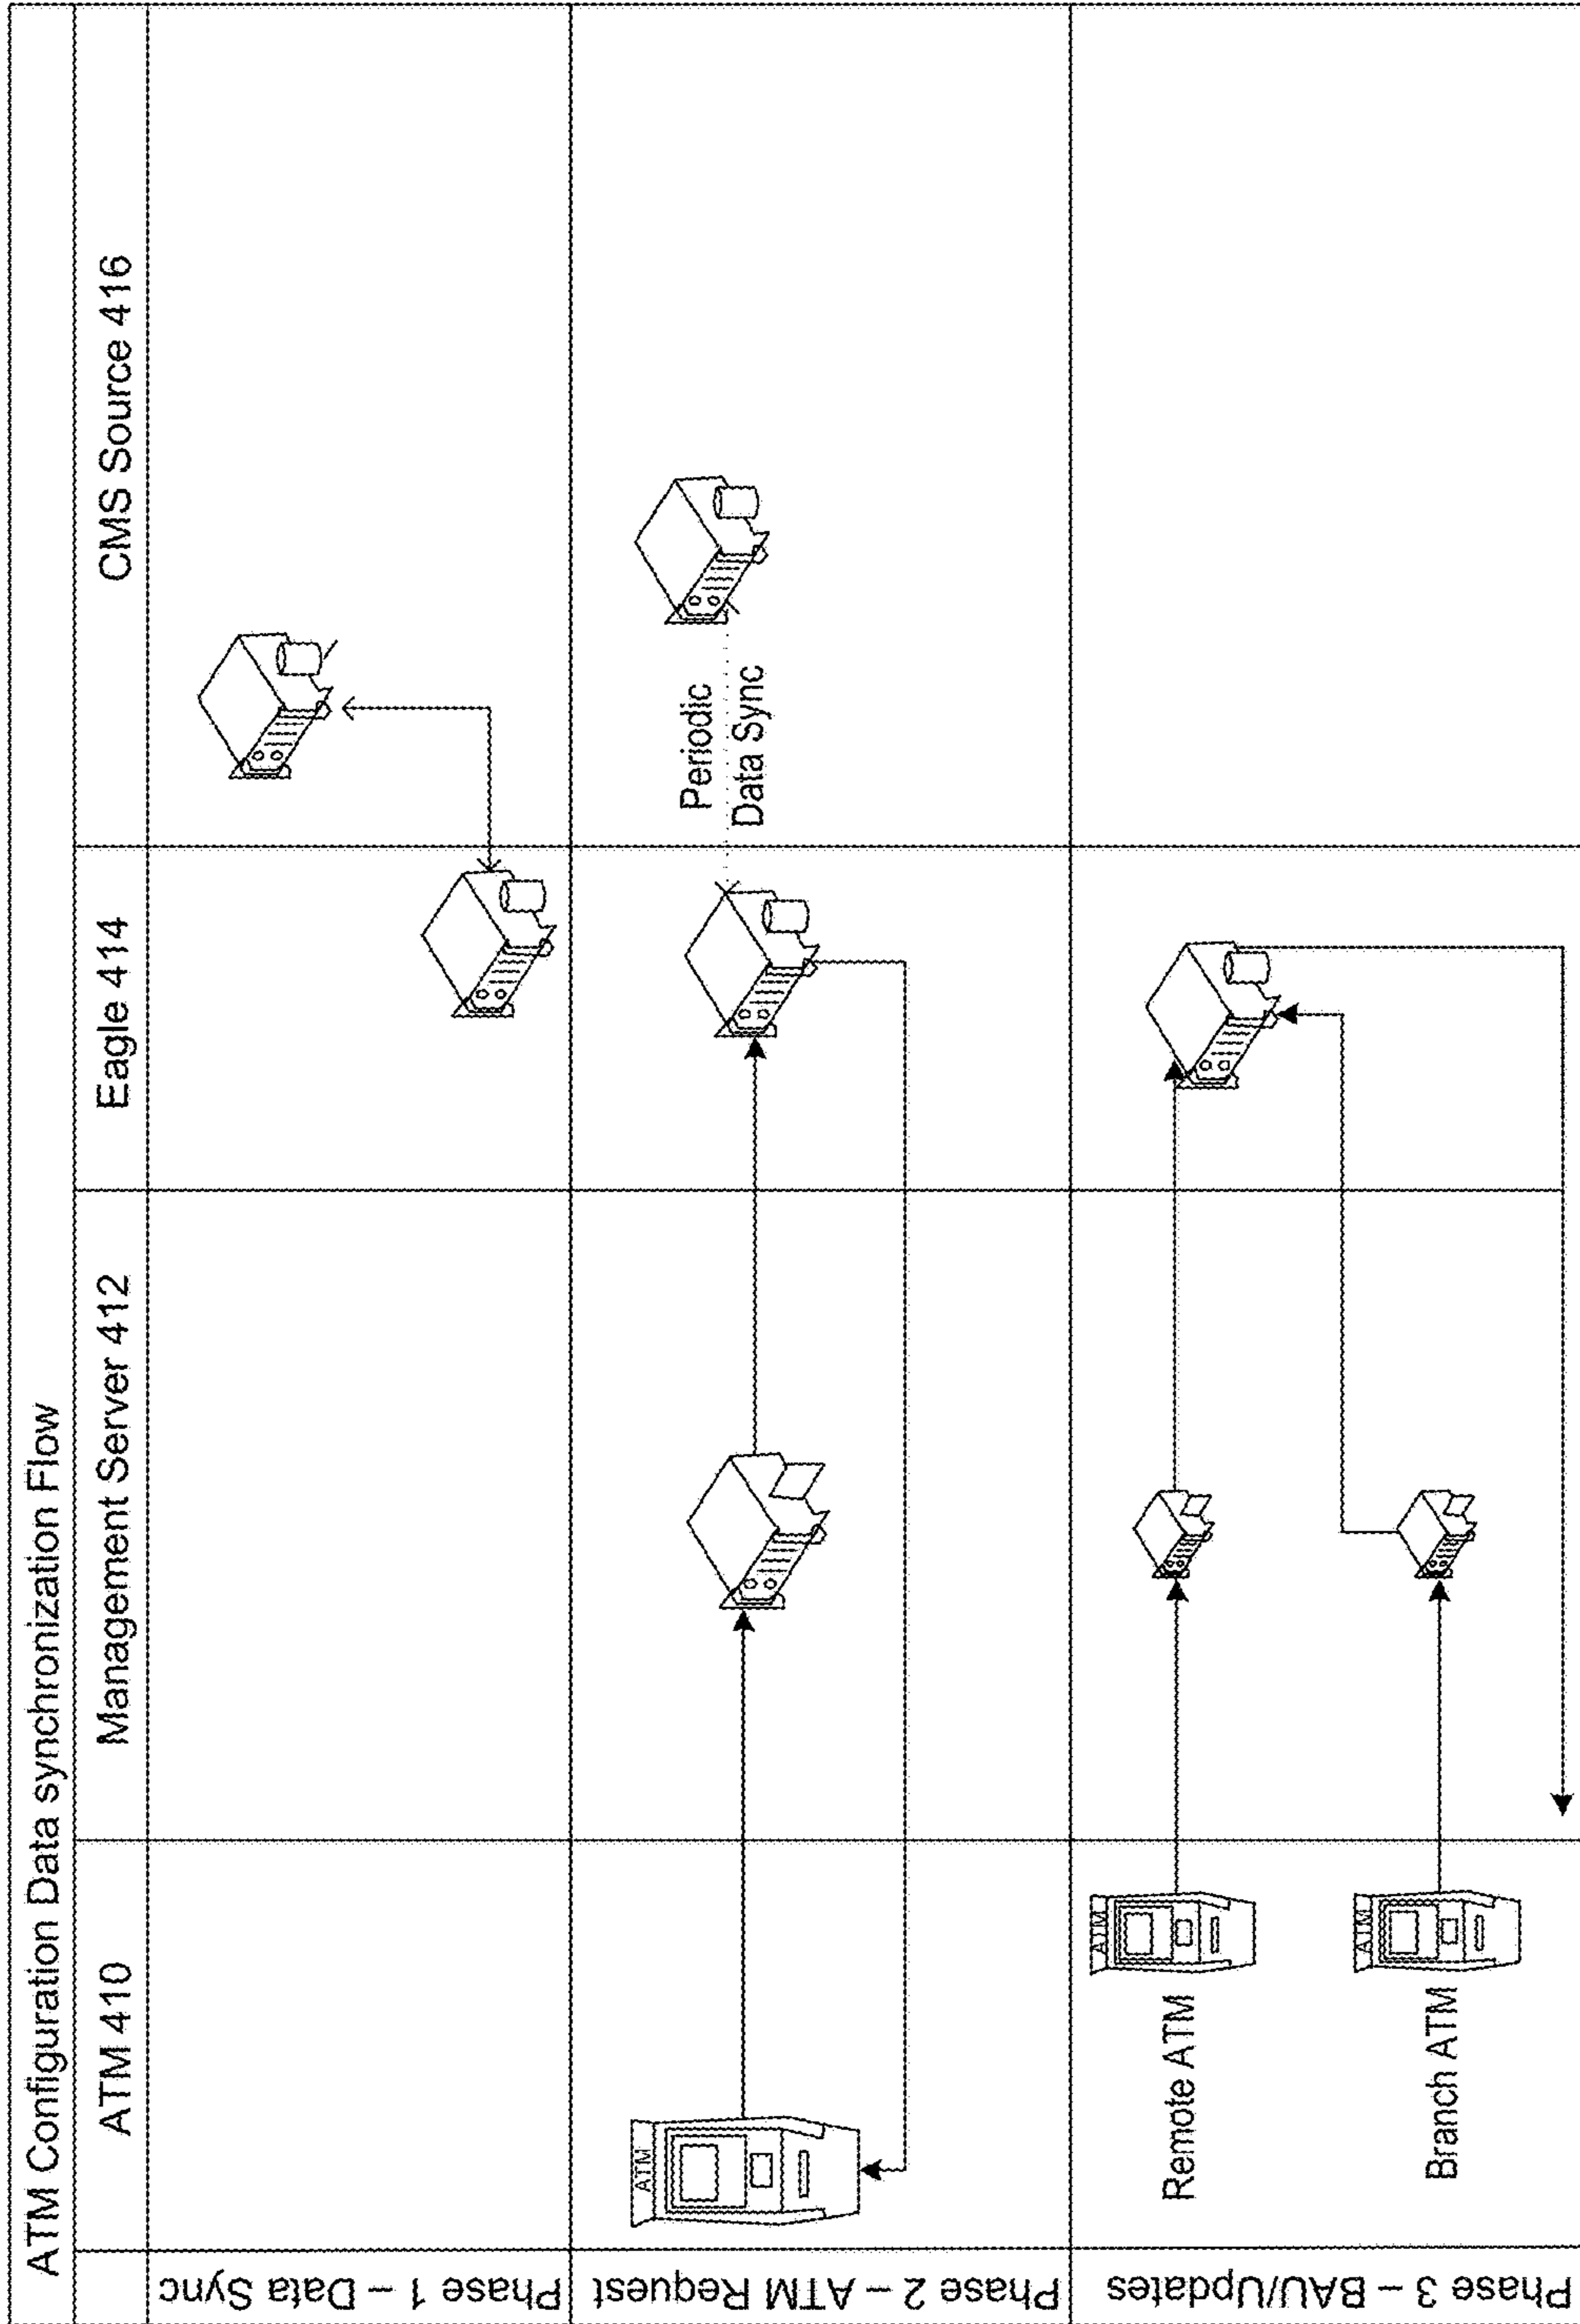 ATM Configuration Data synchronization Flow
ATM 410
Management Server 412
Eagle 414
CMS Source 416
Phase 1 – Data Sync
Phase 2 – ATM Request
ATM
Periodic
Data Sync
Phase 3 – BAU/Updates
Remote ATM
ATM
Branch ATM
ATM